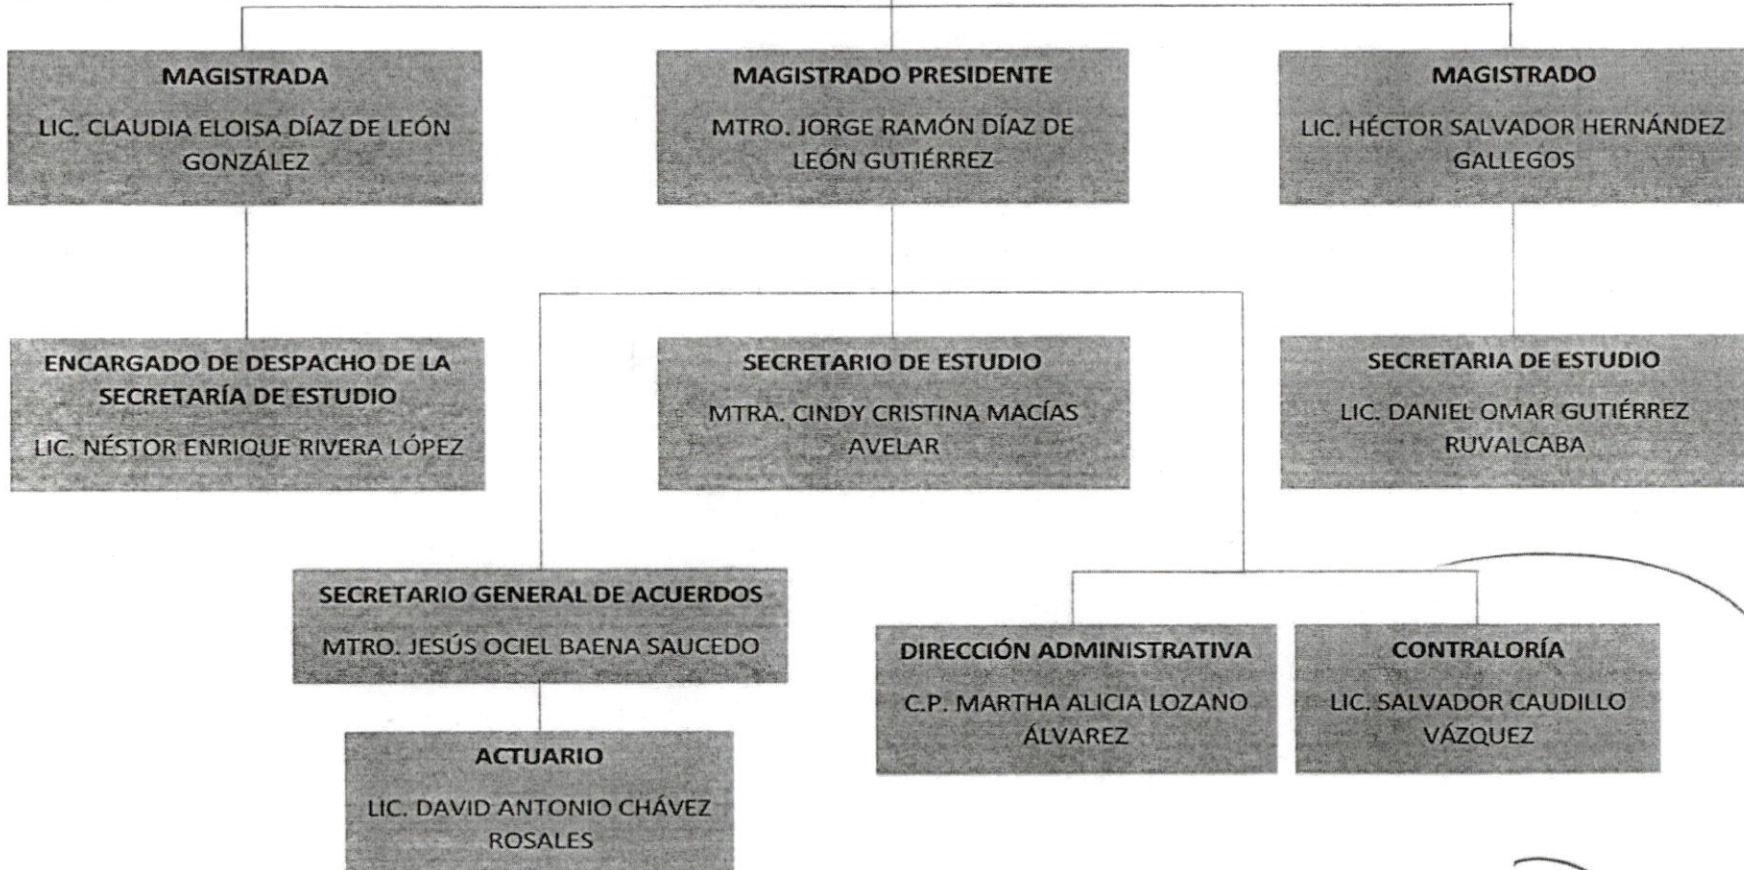 MAGISTRADA
LIC. CLAUDIA ELOISA DÍAZ DE LEÓN
GONZÁLEZ
MAGISTRADO PRESIDENTE
MTRO. JORGE RAMÓN DÍAZ DE
LEÓN GUTIÉRREZ
MAGISTRADO
LIC. HÉCTOR SALVADOR HERNÁNDEZ
GALLEGOS
ENCARGADO DE DESPACHO DE LA
SECRETARÍA DE ESTUDIO
LIC. NÉSTOR ENRIQUE RIVERA LÓPEZ
SECRETARIO DE ESTUDIO
MTRA. CINDY CRISTINA MACÍAS
AVELAR
SECRETARIA DE ESTUDIO
LIC. DANIEL OMAR GUTIÉRREZ
RUVALCABA
SECRETARIO GENERAL DE ACUERDOS
MTRO. JESÚS OCIEL BAENA SAUCEDO
DIRECCIÓN ADMINISTRATIVA
C.P. MARTHA ALICIA LOZANO
ÁLVAREZ
CONTRALORÍA
LIC. SALVADOR CAUDILLO
VÁZQUEZ
ACTUARIO
LIC. DAVID ANTONIO CHÁVEZ
ROSALES